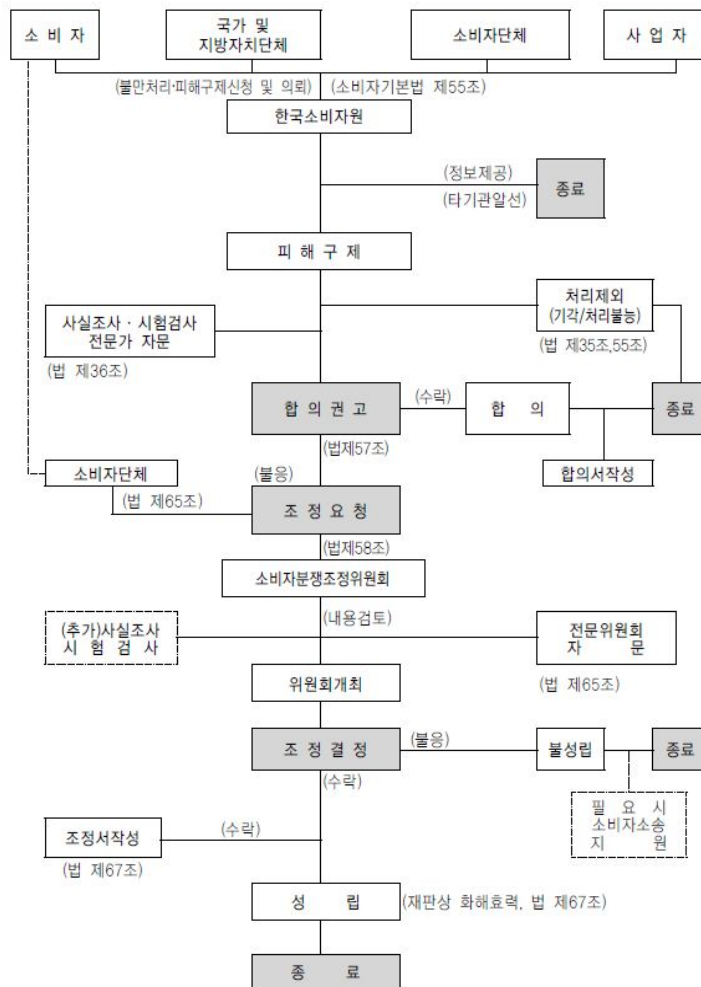 소 비 자
국가 및
지방자치단체
소비자단체
사 업 자
(불만처리·피해구제신청 및 의뢰) (소비자기본법 제55조)
한국소비자원
(정보제공)
(타기관알선)
종료
피 해 구 제
사실조사 · 시험검사
전문가 자문
(법 제36조)
처리제외
(기각/처리불능)
(법 제35조,55조)
합 의 권 고
(수락)
합 의
종료
(법제57조)
합의서작성
소비자단체
(불응)
(법 제65조)
조 정 요 청
(법제58조)
소비자분쟁조정위원회
(추가)사실조사
시 험 검 사
(내용검토)
전문위원회
자 문
(법 제65조)
위원회개최
조 정 결 정
(불응)
불성립
종료
(수락)
필 요 시
소비자소송
지 원
조정서작성
(수락)
(법 제67조)
성 립
(재판상 화해효력, 법 제67조)
종 료